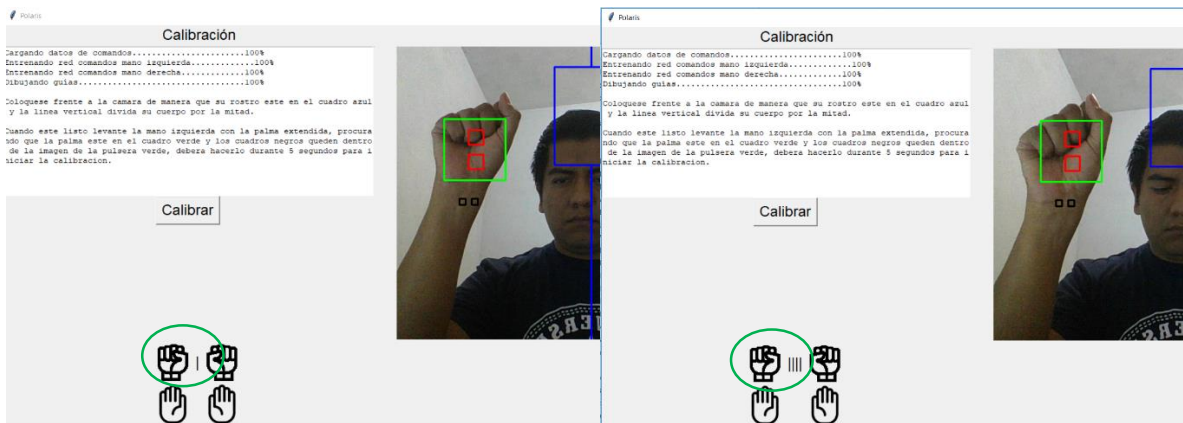 Polaris
Calibración
Cargando datos de comandos.......................100%
Entrenando red comandos mano izquierda.............100%
Entrenando red comandos mano derecha.............100%
Dibujando guias..................................100%
Coloquese frente a la camara de manera que su rostro este en el cuadro azul
y la linea vertical divida su cuerpo por la mitad.
Cuando este listo levante la mano izquierda con la palma extendida, procura
ndo que la palma este en el cuadro verde y los cuadros negros queden dentro
de la imagen de la pulsera verde, debera hacerlo durante 5 segundos para i
niciar la calibracion.
Calibrar
Polaris
Calibración
Cargando datos de comandos.......................100%
Entrenando red comandos mano izquierda.............100%
Entrenando red comandos mano derecha.............100%
Dibujando guias..................................100%
Coloquese frente a la camara de manera que su rostro este en el cuadro azul
y la linea vertical divida su cuerpo por la mitad.
Cuando este listo levante la mano izquierda con la palma extendida, procura
ndo que la palma este en el cuadro verde y los cuadros negros queden dentro
de la imagen de la pulsera verde, debera hacerlo durante 5 segundos para i
niciar la calibracion.
Calibrar